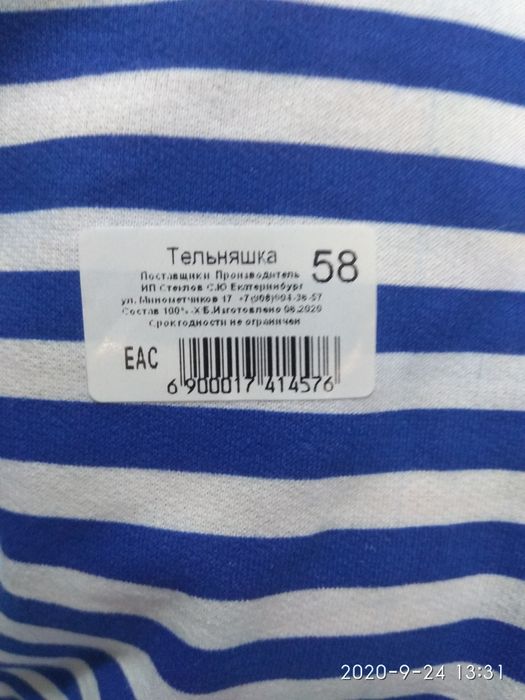 Тельняшка
58
Поставщики Производитель
ИП Стеклов С.Ю Екатеринбург
ул. Минометчиков 17 +7(908)904-36-57
Состав 100%-Х Б.Изготовлено 08.2020
Срок годности не ограничен
EAC
6 900017 414576
2020-9-24 13:31